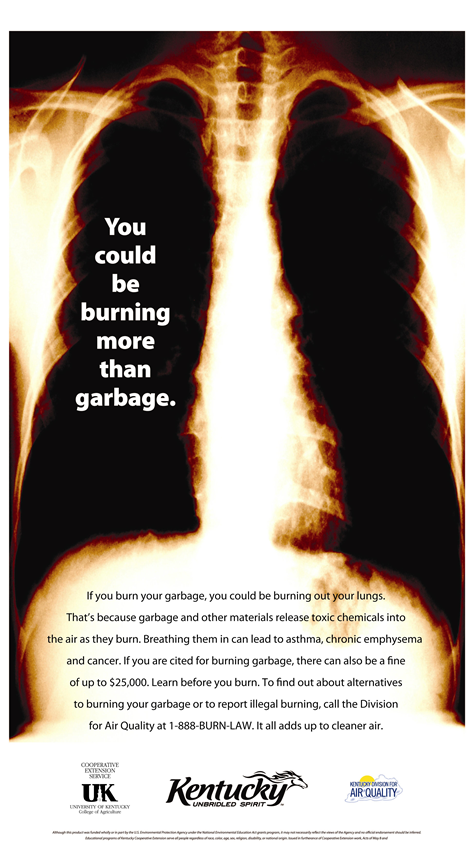 You
could
be
burning
more
than
garbage.
If you burn your garbage, you could be burning out your lungs.
That's because garbage and other materials release toxic chemicals into
the air as they burn. Breathing them in can lead to asthma, chronic emphysema
and cancer. If you are cited for burning garbage, there can also be a fine
of up to $25,000. Learn before you burn. To find out about alternatives
to burning your garbage or to report illegal burning, call the Division
for Air Quality at 1-888-BURN-LAW. It all adds up to cleaner air.
COOPERATIVE
EXTENSION
SERVICE
UK
UNIVERSITY OF KENTUCKY
College of Agriculture
Kentucky
UNBRIDLED SPIRIT
KENTUCKY DIVISION FOR
AIR QUALITY
Although this product was funded wholly or in part by the U.S. Environmental Protection Agency under the National Environmental Education Act grants program, it may not necessarily reflect the views of the Agency and no official endorsement should be inferred.
Educational programs of Kentucky Cooperative Extension serve all people regardless of race, color, age, sex, religion, disability, or national origin. Issued in furtherance of Cooperative Extension work, Acts of May 8 and